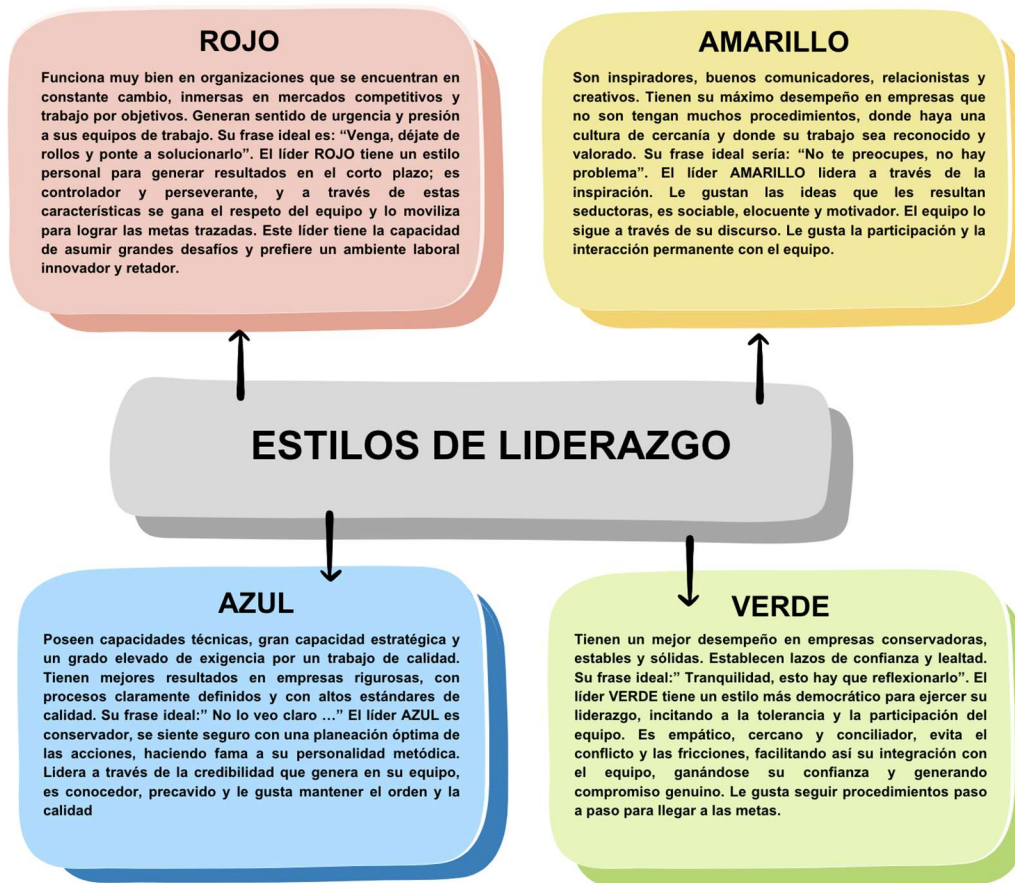 ROJO
Funciona muy bien en organizaciones que se encuentran en
constante cambio, inmersas en mercados competitivos y
trabajo por objetivos. Generan sentido de urgencia y presión
a sus equipos de trabajo. Su frase ideal es: “Venga, déjate de
rollos y ponte a solucionarlo”. El líder ROJO tiene un estilo
personal para generar resultados en el corto plazo; es
controlador y perseverante, y a través de estas
características se gana el respeto del equipo y lo moviliza
para lograr las metas trazadas. Este líder tiene la capacidad
de asumir grandes desafíos y prefiere un ambiente laboral
innovador y retador.
AMARILLO
Son inspiradores, buenos comunicadores, relacionistas y
creativos. Tienen su máximo desempeño en empresas que
no son tengan muchos procedimientos, donde haya una
cultura de cercanía y donde su trabajo sea reconocido y
valorado. Su frase ideal sería: “No te preocupes, no hay
problema”. El líder AMARILLO lidera a través de la
inspiración. Le gustan las ideas que les resultan
seductoras, es sociable, elocuente y motivador. El equipo lo
sigue a través de su discurso. Le gusta la participación y la
interacción permanente con el equipo.
ESTILOS DE LIDERAZGO
AZUL
Poseen capacidades técnicas, gran capacidad estratégica y
un grado elevado de exigencia por un trabajo de calidad.
Tienen mejores resultados en empresas rigurosas, con
procesos claramente definidos y con altos estándares de
calidad. Su frase ideal:” No lo veo claro …” El líder AZUL es
conservador, se siente seguro con una planeación óptima de
las acciones, haciendo fama a su personalidad metódica.
Lidera a través de la credibilidad que genera en su equipo,
es conocedor, precavido y le gusta mantener el orden y la
calidad
VERDE
Tienen un mejor desempeño en empresas conservadoras,
estables y sólidas. Establecen lazos de confianza y lealtad.
Su frase ideal:” Tranquilidad, esto hay que reflexionarlo”. El
líder VERDE tiene un estilo más democrático para ejercer su
liderazgo, incitando a la tolerancia y la participación del
equipo. Es empático, cercano y conciliador, evita el
conflicto y las fricciones, facilitando así su integración con
el equipo, ganándose su confianza y generando
compromiso genuino. Le gusta seguir procedimientos paso
a paso para llegar a las metas.